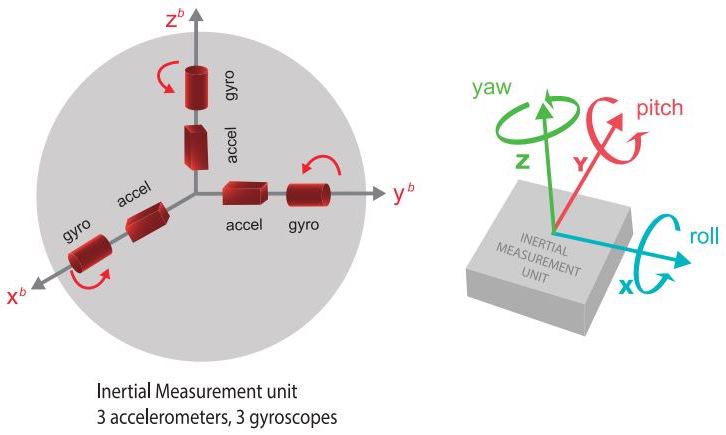 z^b
gyro
accel
accel
gyro
accel
gyro
y^b
x^b
Inertial Measurement unit
3 accelerometers, 3 gyroscopes
yaw
pitch
Z
Y
roll
X
INERTIAL
MEASUREMENT
UNIT